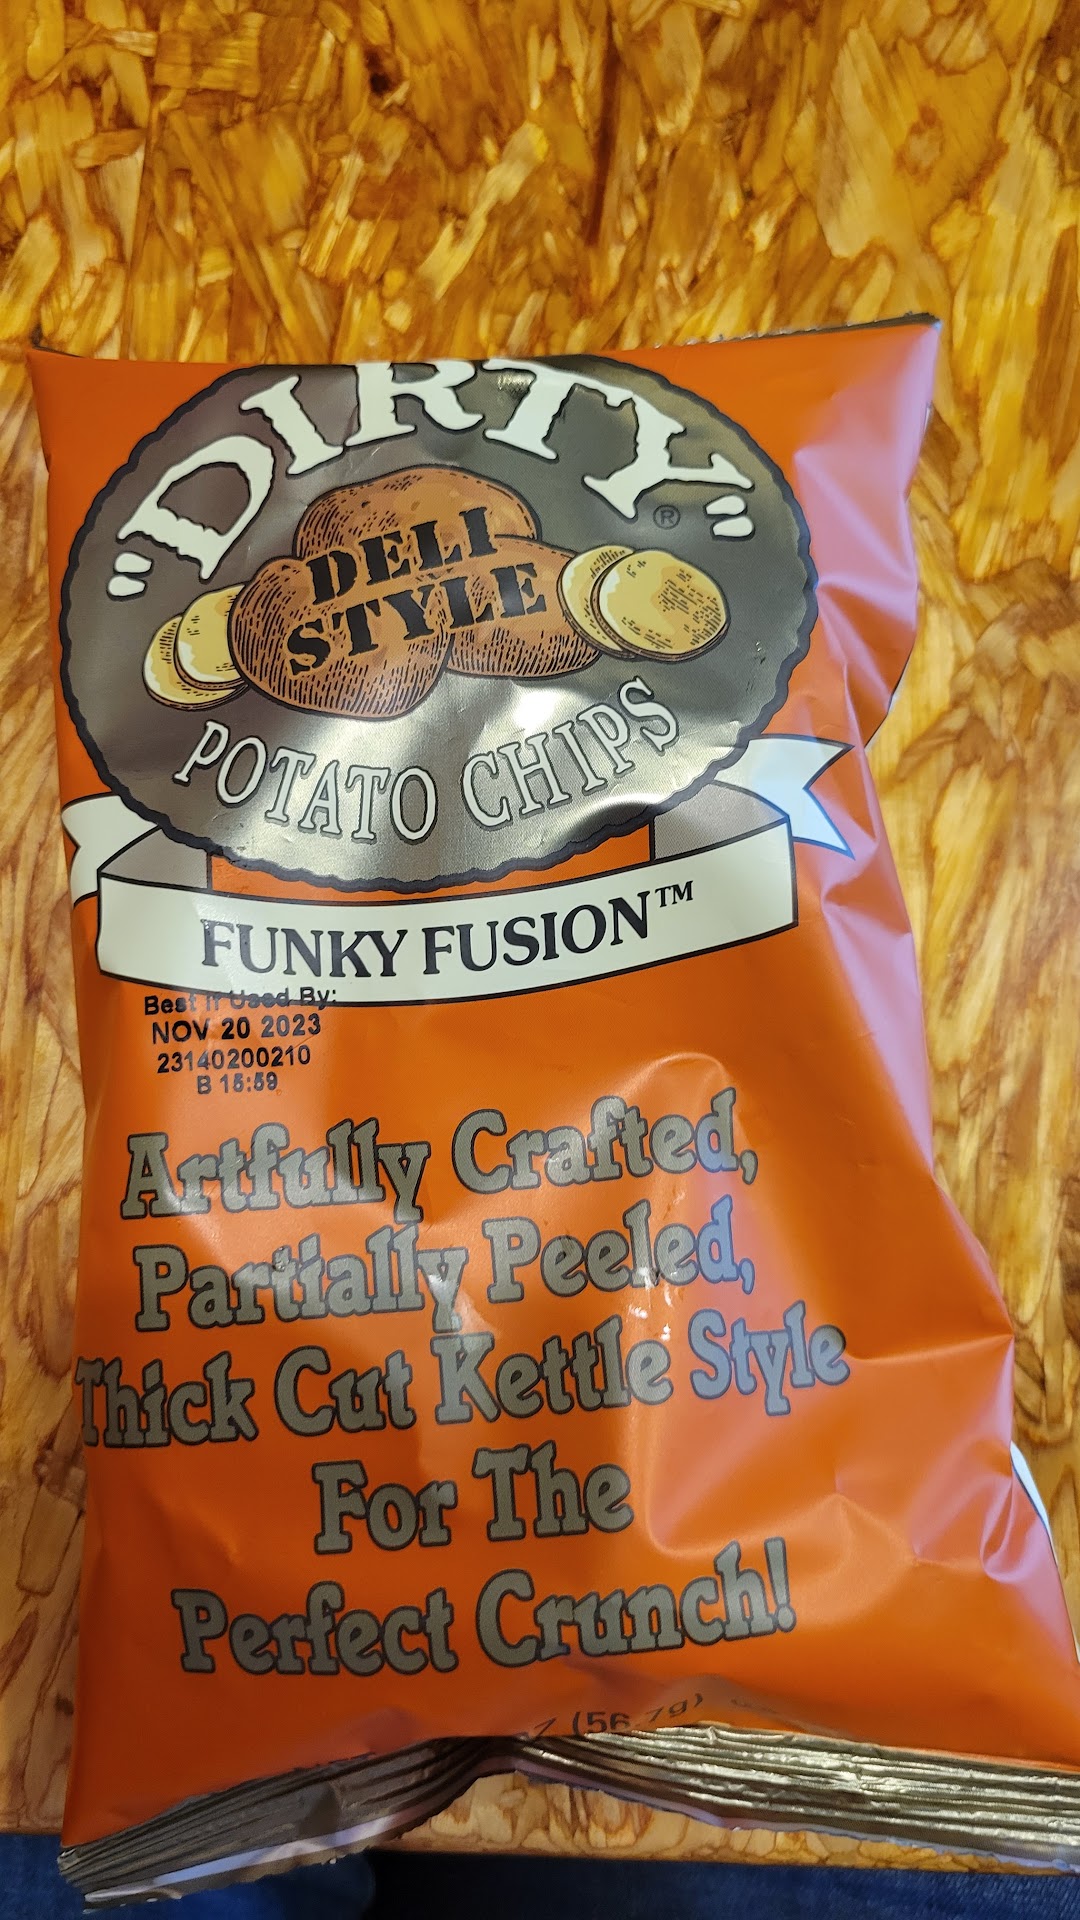 "DIRTY"®
DELI
STYLE
POTATO CHIPS
FUNKY FUSION™
Best If Used By:
NOV 20 2023
23140200210
B 15:59
Artfully Crafted,
Partially Peeled,
Thick Cut Kettle Style
For The
Perfect Crunch!
(56.7g)